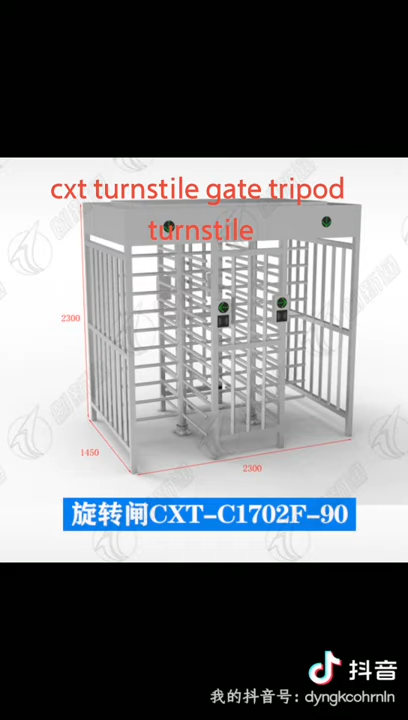 cxt turnstile gate tripod
turnstile
2300
1450
2300
旋转闸CXT-C1702F-90
抖音
我的抖音号: dyngkcohrnln